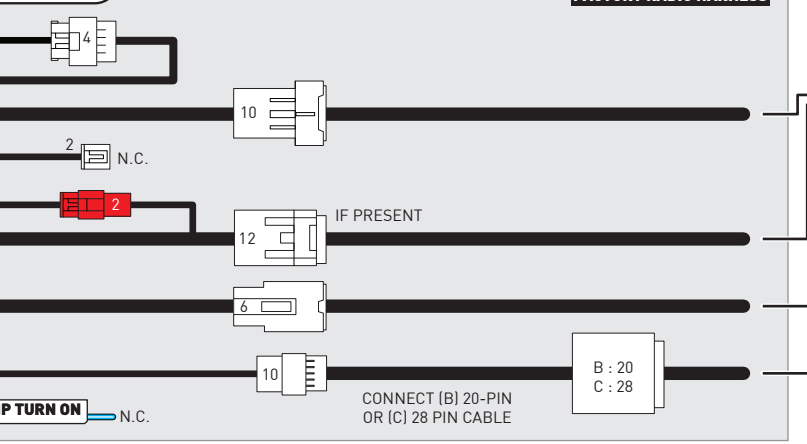 FACTORY RADIO HARNESS
4
10
2
N.C.
2
IF PRESENT
12
6
10
B : 20
C : 28
CONNECT (B) 20-PIN
OR (C) 28 PIN CABLE
P TURN ON
N.C.